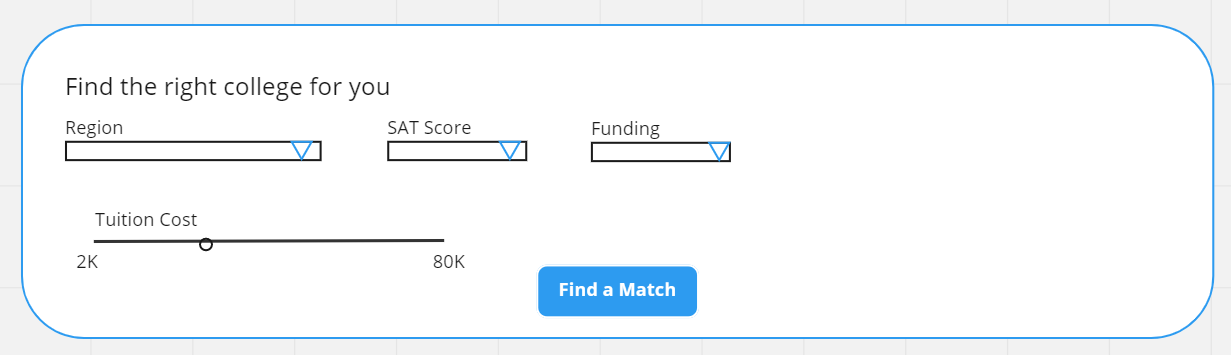 Find the right college for you
Region SAT Score Funding
Tuition Cost
2K 80K
Find a Match